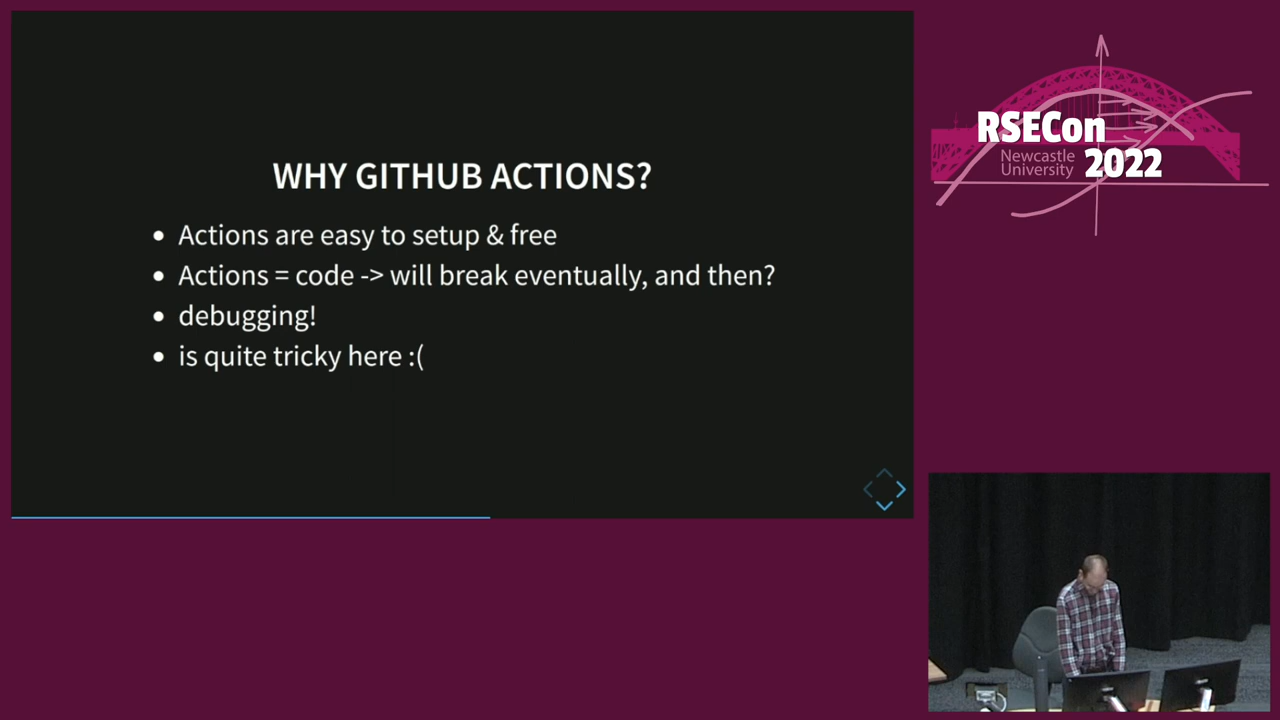 WHY GITHUB ACTIONS?
Actions are easy to setup & free
Actions = code -> will break eventually, and then?
debugging!
is quite tricky here :(
RSECon
Newcastle
University
2022